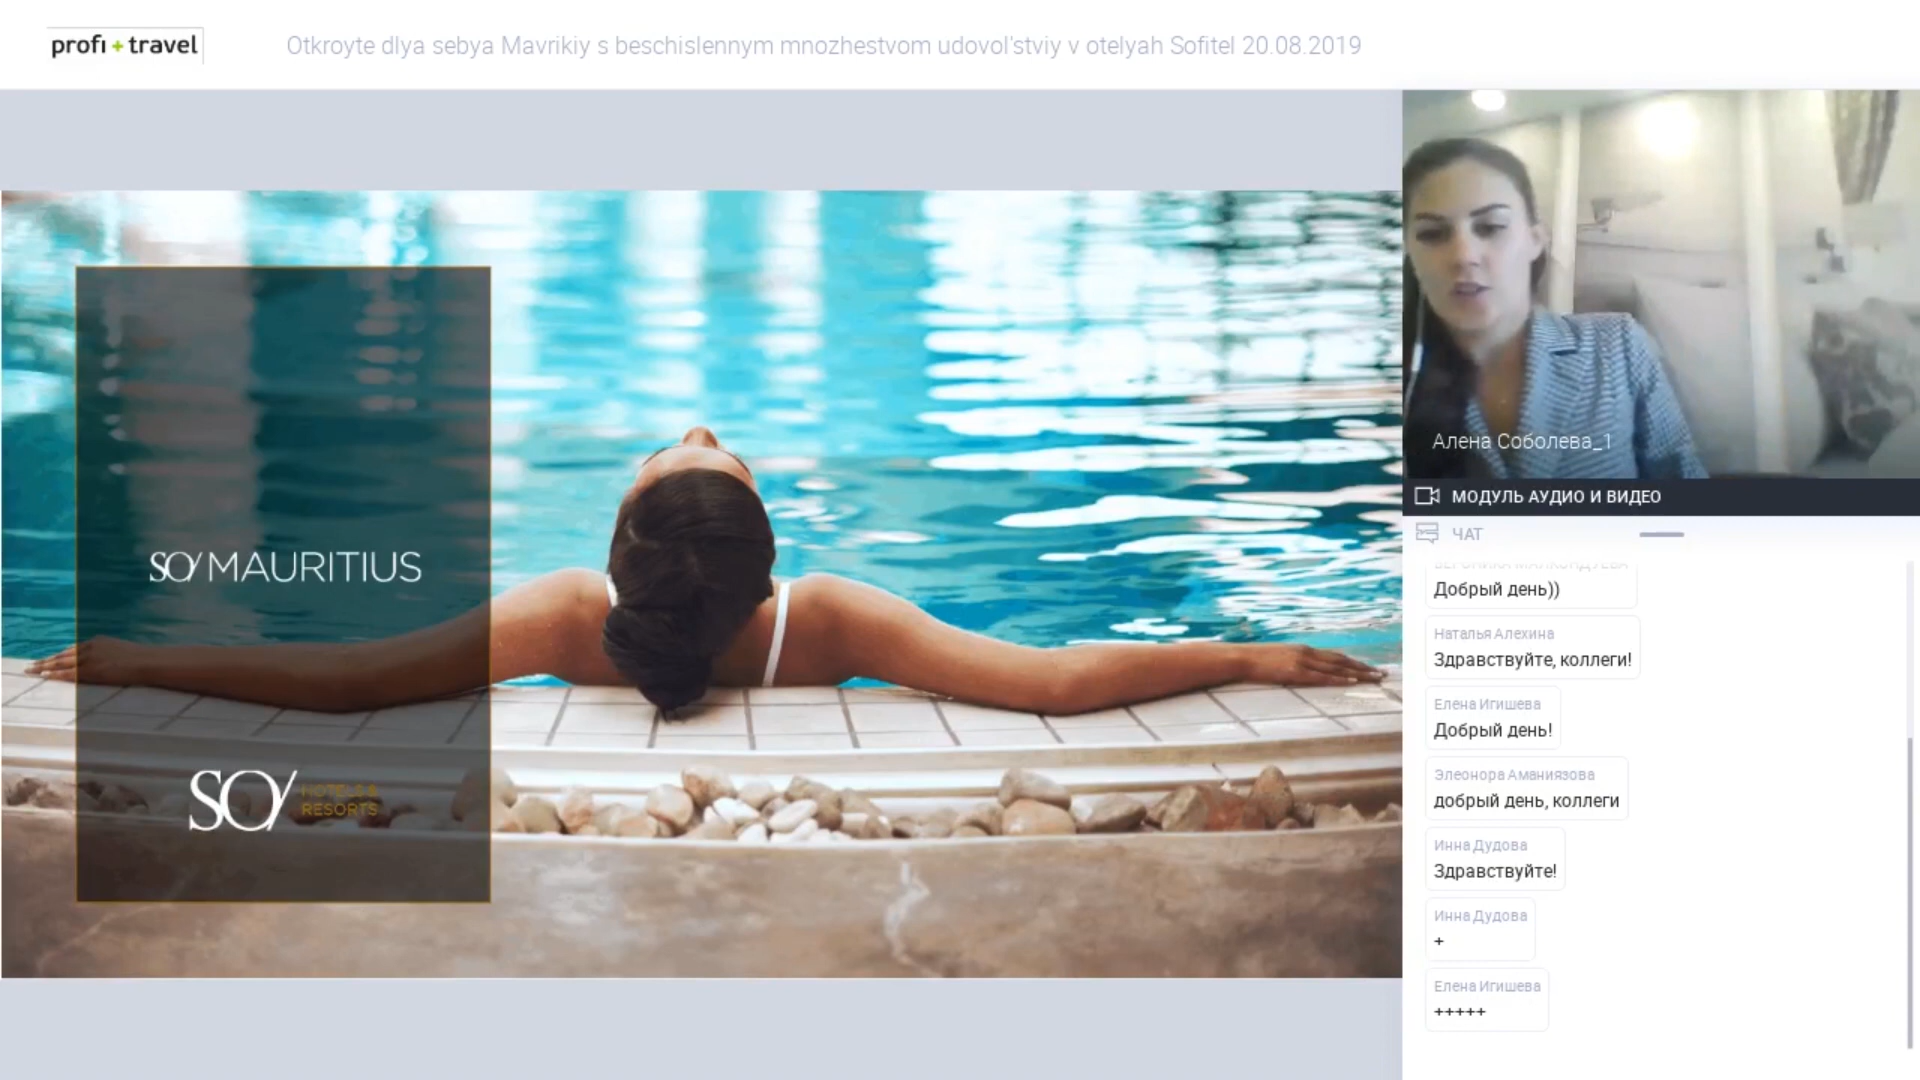 profi + travel
Otkroyte dlya sebya Mavrikiy s beschislennym mnozhestvom udovol'stviy v otelyah Sofitel 20.08.2019
SO/ MAURITIUS
SO/ HOTELS &
RESORTS
Алена Соболева_1
МОДУЛЬ АУДИО И ВИДЕО
ЧАТ
Добрый день))
Наталья Алехина
Здравствуйте, коллеги!
Елена Игишева
Добрый день!
Элеонора Аманиязова
добрый день, коллеги
Инна Дудова
Здравствуйте!
Инна Дудова
+
Елена Игишева
+++++